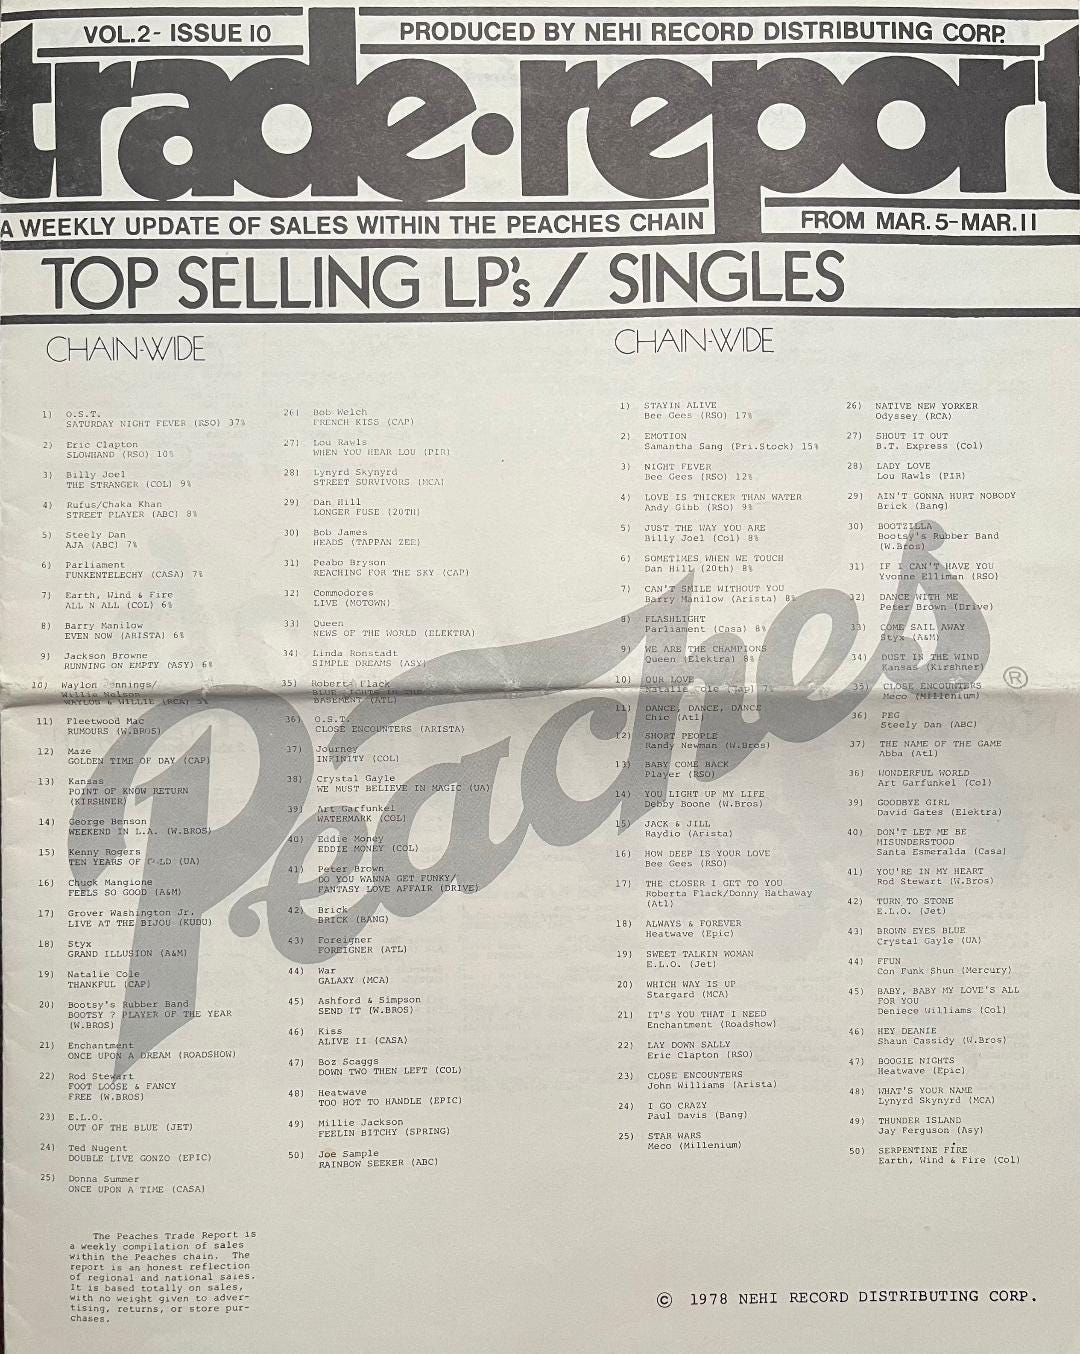 VOL.2- ISSUE 10
PRODUCED BY NEHI RECORD DISTRIBUTING CORP.
trade·report
A WEEKLY UPDATE OF SALES WITHIN THE PEACHES CHAIN
FROM MAR.5-MAR.11
TOP SELLING LP's / SINGLES
CHAIN-WIDE
1) O.S.T.
SATURDAY NIGHT FEVER (RSO) 37%
2) Eric Clapton
SLOWHAND (RSO) 10%
3) Billy Joel
THE STRANGER (COL) 9%
4) Rufus/Chaka Khan
STREET PLAYER (ABC) 8%
5) Steely Dan
AJA (ABC) 7%
6) Parliament
FUNKENTELECHY (CASA) 7%
7) Earth, Wind & Fire
ALL N ALL (COL) 6%
8) Barry Manilow
EVEN NOW (ARISTA) 6%
9) Jackson Browne
RUNNING ON EMPTY (ASY) 6%
10) Waylon Jennings/
Willie Nelson
WAYLON & WILLIE (RCA) 5%
11) Fleetwood Mac
RUMOURS (W.BROS)
12) Maze
GOLDEN TIME OF DAY (CAP)
13) Kansas
POINT OF KNOW RETURN
(KIRSHNER)
14) George Benson
WEEKEND IN L.A. (W.BROS)
15) Kenny Rogers
TEN YEARS OF GOLD (UA)
16) Chuck Mangione
FEELS SO GOOD (A&M)
17) Grover Washington Jr.
LIVE AT THE BIJOU (KUDU)
18) Styx
GRAND ILLUSION (A&M)
19) Natalie Cole
THANKFUL (CAP)
20) Bootsy's Rubber Band
BOOTSY ? PLAYER OF THE YEAR
(W.BROS)
21) Enchantment
ONCE UPON A DREAM (ROADSHOW)
22) Rod Stewart
FOOT LOOSE & FANCY
FREE (W.BROS)
23) E.L.O.
OUT OF THE BLUE (JET)
24) Ted Nugent
DOUBLE LIVE GONZO (EPIC)
25) Donna Summer
ONCE UPON A TIME (CASA)
26) Bob Welch
FRENCH KISS (CAP)
27) Lou Rawls
WHEN YOU HEAR LOU (PIR)
28) Lynyrd Skynyrd
STREET SURVIVORS (MCA)
29) Dan Hill
LONGER FUSE (20TH)
30) Bob James
HEADS (TAPPAN ZEE)
31) Peabo Bryson
REACHING FOR THE SKY (CAP)
32) Commodores
LIVE (MOTOWN)
33) Queen
NEWS OF THE WORLD (ELEKTRA)
34) Linda Ronstadt
SIMPLE DREAMS (ASY)
35) Roberta Flack
BLUE LIGHTS IN THE
BASEMENT (ATL)
36) O.S.T.
CLOSE ENCOUNTERS (ARISTA)
37) Journey
INFINITY (COL)
38) Crystal Gayle
WE MUST BELIEVE IN MAGIC (UA)
39) Art Garfunkel
WATERMARK (COL)
40) Eddie Money
EDDIE MONEY (COL)
41) Peter Brown
DO YOU WANNA GET FUNKY
FANTASY LOVE AFFAIR (DRIVE)
42) Brick
BRICK (BANG)
43) Foreigner
FOREIGNER (ATL)
44) War
GALAXY (MCA)
45) Ashford & Simpson
SEND IT (W.BROS)
46) Kiss
ALIVE II (CASA)
47) Boz Scaggs
DOWN TWO THEN LEFT (COL)
48) Heatwave
TOO HOT TO HANDLE (EPIC)
49) Millie Jackson
FEELIN BITCHY (SPRING)
50) Joe Sample
RAINBOW SEEKER (ABC)
CHAIN-WIDE
1) STAYIN ALIVE
Bee Gees (RSO) 17%
2) EMOTION
Samantha Sang (Pri.Stock) 15%
3) NIGHT FEVER
Bee Gees (RSO) 12%
4) LOVE IS THICKER THAN WATER
Andy Gibb (RSO) 9%
5) JUST THE WAY YOU ARE
Billy Joel (Col) 8%
6) SOMETIMES WHEN WE TOUCH
Dan Hill (20th) 8%
7) CAN'T SMILE WITHOUT YOU
Barry Manilow (Arista) 8%
8) FLASHLIGHT
Parliament (Casa) 8%
9) WE ARE THE CHAMPIONS
Queen (Elektra) 8%
10) OUR LOVE
Natalie Cole (Cap) 7%
11) DANCE, DANCE, DANCE
Chic (Atl)
12) SHORT PEOPLE
Randy Newman (W.Bros)
13) BABY COME BACK
Player (RSO)
14) YOU LIGHT UP MY LIFE
Debby Boone (W.Bros)
15) JACK & JILL
Raydio (Arista)
16) HOW DEEP IS YOUR LOVE
Bee Gees (RSO)
17) THE CLOSER I GET TO YOU
Roberta Flack/Donny Hathaway
(Atl)
18) ALWAYS & FOREVER
Heatwave (Epic)
19) SWEET TALKIN WOMAN
E.L.O. (Jet)
20) WHICH WAY IS UP
Stargard (MCA)
21) IT'S YOU THAT I NEED
Enchantment (Roadshow)
22) LAY DOWN SALLY
Eric Clapton (RSO)
23) CLOSE ENCOUNTERS
John Williams (Arista)
24) I GO CRAZY
Paul Davis (Bang)
25) STAR WARS
Meco (Millenium)
26) NATIVE NEW YORKER
Odyssey (RCA)
27) SHOUT IT OUT
B.T. Express (Col)
28) LADY LOVE
Lou Rawls (PIR)
29) AIN'T GONNA HURT NOBODY
Brick (Bang)
30) BOOTZILLA
Bootsy's Rubber Band
(W.Bros)
31) IF I CAN'T HAVE YOU
Yvonne Elliman (RSO)
32) DANCE WITH ME
Peter Brown (Drive)
33) COME SAIL AWAY
Styx (A&M)
34) DUST IN THE WIND
Kansas (Kirshner)
35) CLOSE ENCOUNTERS
Meco (Millenium)
36) PEG
Steely Dan (ABC)
37) THE NAME OF THE GAME
Abba (Atl)
36) WONDERFUL WORLD
Art Garfunkel (Col)
39) GOODBYE GIRL
David Gates (Elektra)
40) DON'T LET ME BE
MISUNDERSTOOD
Santa Esmeralda (Casa)
41) YOU'RE IN MY HEART
Rod Stewart (W.Bros)
42) TURN TO STONE
E.L.O. (Jet)
43) BROWN EYES BLUE
Crystal Gayle (UA)
44) FFUN
Con Funk Shun (Mercury)
45) BABY, BABY MY LOVE'S ALL
FOR YOU
Deniece Williams (Col)
46) HEY DEANIE
Shaun Cassidy (W.Bros)
47) BOOGIE NIGHTS
Heatwave (Epic)
48) WHAT'S YOUR NAME
Lynyrd Skynyrd (MCA)
49) THUNDER ISLAND
Jay Ferguson (Asy)
50) SERPENTINE FIRE
Earth, Wind & Fire (Col)
Peaches®
The Peaches Trade Report is
a weekly compilation of sales
within the Peaches chain. The
report is an honest reflection
of regional and national sales.
It is based totally on sales,
with no weight given to adver-
tising, returns, or store pur-
chases.
© 1978 NEHI RECORD DISTRIBUTING CORP.